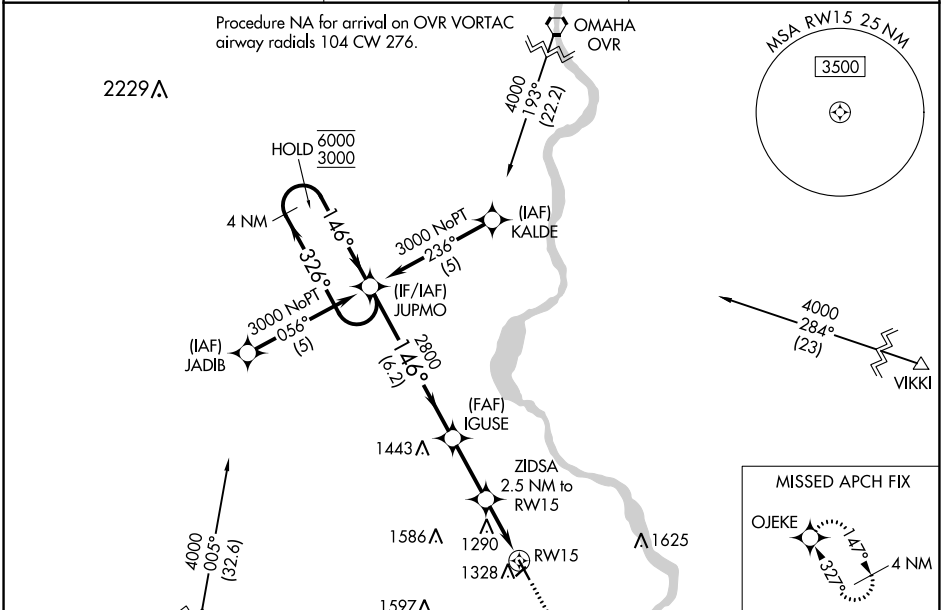 Procedure NA for arrival on OVR VORTAC
airway radials 104 CW 276.
OMAHA
OVR
MSA RW15 25 NM
3500
2229
4000
193°
(22.2)
HOLD
6000
3000
4 NM
146°
326°
(IAF)
KALDE
3000 NoPT
236°
(5)
(IF/IAF)
JUPMO
3000 NoPT
056°
(5)
(IAF)
JADIB
2800
146°
(6.2)
4000
284°
(23)
VIKKI
(FAF)
IGUSE
1443
ZIDSA
2.5 NM to
RW15
MISSED APCH FIX
OJEKE
147°
327°
4 NM
4000
005°
(32.6)
1586
1290
1625
RW15
1328
1597